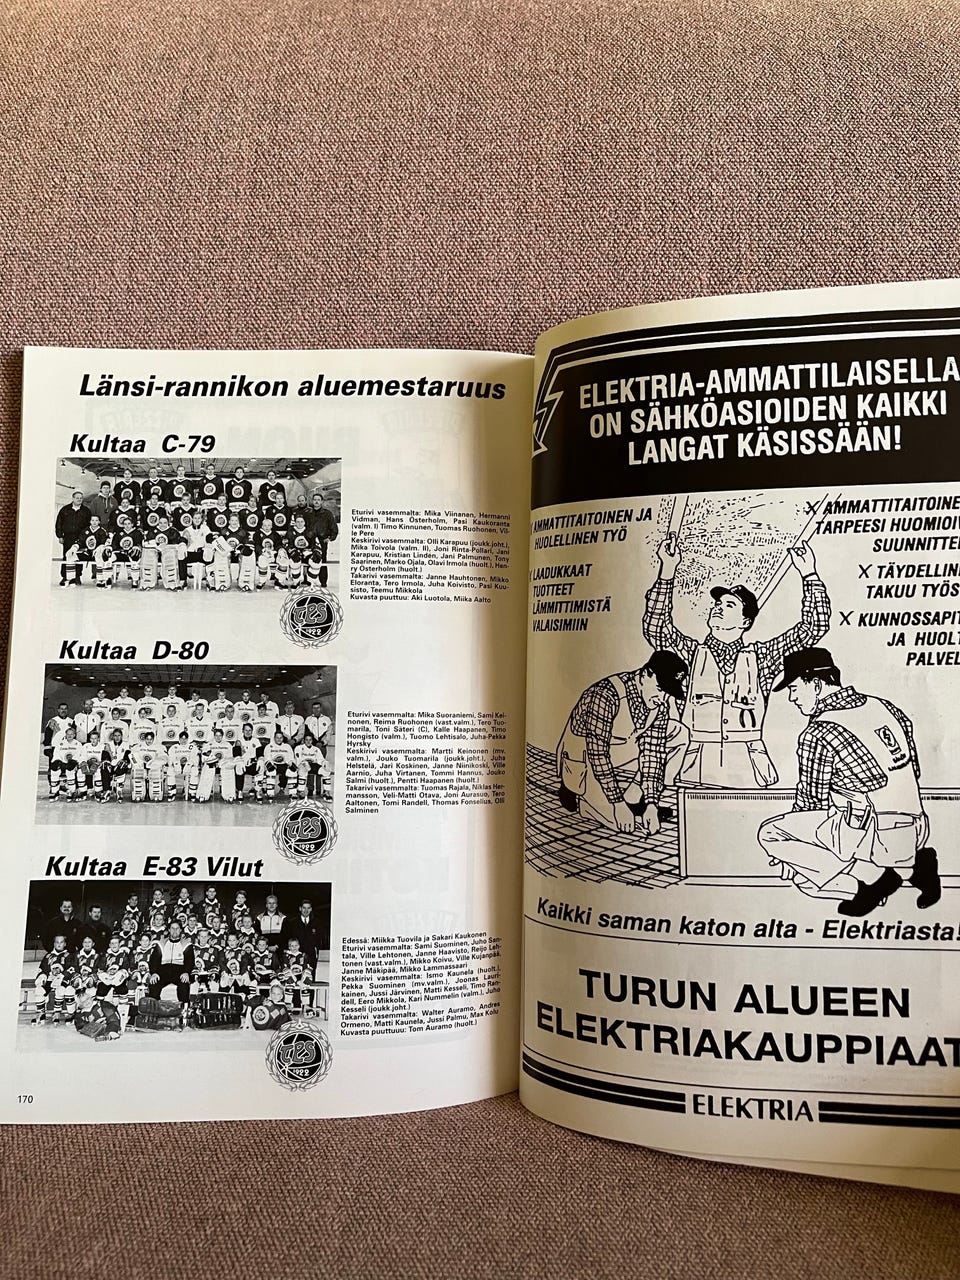 Länsi-rannikon aluemestaruus
Kultaa C-79
Eturivi vasemmalta: Mika Viinanen, Hermanni
Vidman, Hans Österholm, Pasi Kaukoranta
(valm. I) Timo Kinnunen, Tuomas Ruohonen, Vil-
le Pere
Keskirivi vasemmalta: Olli Karapuu (joukk.joht.),
Mika Toivola (valm. II), Joni Rinta-Pollari, Jani
Karapuu, Kristian Lindén, Jani Palmunen, Tony
Saarinen, Marko Ojala, Olavi Irmola (huolt.), Hen-
ry Österholm (huolt.)
Takarivi vasemmalta: Janne Hauhtonen, Mikko
Eloranta, Tero Irmola, Juha Koivisto, Pasi Kuu-
sisto, Teemu Mikkola
Kuvasta puuttuu: Aki Luotola, Miika Aalto
TPS
1922
Kultaa D-80
Eturivi vasemmalta: Mika Suoraniemi, Sami Kei-
nonen, Reima Ruohonen (vast.valm.), Tero Tuo-
marila, Toni Säteri (C), Kalle Haapanen, Timo
Hongisto (valm.), Tuomo Lehtisalo, Juha-Pekka
Hyrsky
Keskirivi vasemmalta: Martti Keinonen (mv.
valm.), Jouko Tuomarila (joukk.joht.), Juha
Helstelä, Jari Koskinen, Janne Niinikoski, Ville
Aarnio, Juha Virtanen, Tommi Hannus, Jouko
Salmi (huolt.), Pentti Haapanen (huolt.)
Takarivi vasemmalta: Tuomas Rajala, Niklas Her-
mansson, Veli-Matti Otava, Joni Aurasuo, Tero
Aaltonen, Tomi Randell, Thomas Fonselius, Olli
Salminen
TPS
1922
Kultaa E-83 Vilut
Edessä: Miikka Tuovila ja Sakari Kaukonen
Eturivi vasemmalta: Sami Suominen, Juho San-
tala, Ville Lehtonen, Janne Haavisto, Reijo Leh-
tonen (vast.valm.), Mikko Koivu, Ville Kujanpää,
Janne Mäkipää, Mikko Lammassaari
Keskirivi vasemmalta: Ismo Kaunela (huolt.),
Pekka Suominen (mv.valm.), Joonas Lauri-
kainen, Jussi Järvinen, Matti Kesseli, Timo Ran-
dell, Eero Mikkola, Kari Nummelin (valm.), Juho
Kesseli (joukk.joht.)
Takarivi vasemmalta: Walter Auramo, Andres
Ormeno, Matti Kaunela, Jussi Palmu, Max Kolu
Kuvasta puuttuuu: Tom Auramo (huolt.)
TPS
1922
170
ELEKTRIA-AMMATTILAISELLA
ON SÄHKÖASIOIDEN KAIKKI
LANGAT KÄSISSÄÄN!
AMMATTITAITOINEN JA
HUOLELLINEN TYÖ
LAADUKKAAT
TUOTTEET
LÄMMITTIMISTÄ
VALAISIMIIN
X AMMATTITAITOINE
TARPEESI HUOMIOIV
SUUNNITTEL
X TÄYDELLIN
TAKUU TYÖS
X KUNNOSSAPIT
JA HUOLT
PALVEL
Kaikki saman katon alta - Elektriasta!
TURUN ALUEEN
ELEKTRIAKAUPPIAAT
ELEKTRIA